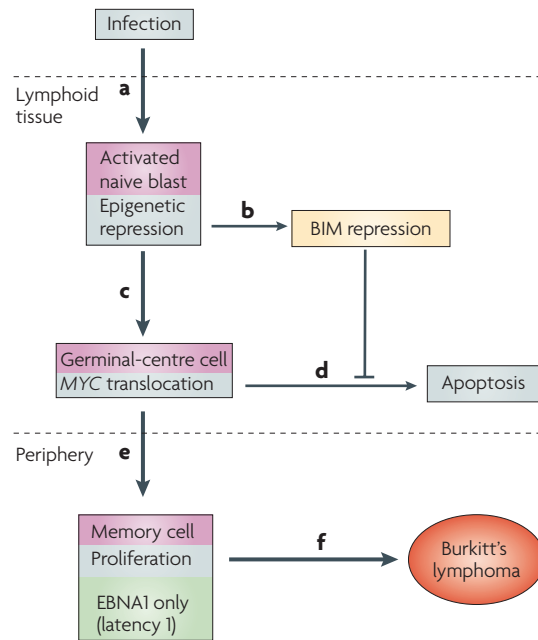 Infection
a
Lymphoid
tissue
Activated
naive blast
Epigenetic
repression
b
BIM repression
c
Germinal-centre cell
MYC translocation
d
Apoptosis
Periphery
e
Memory cell
Proliferation
EBNA1 only
(latency 1)
f
Burkitt's
lymphoma